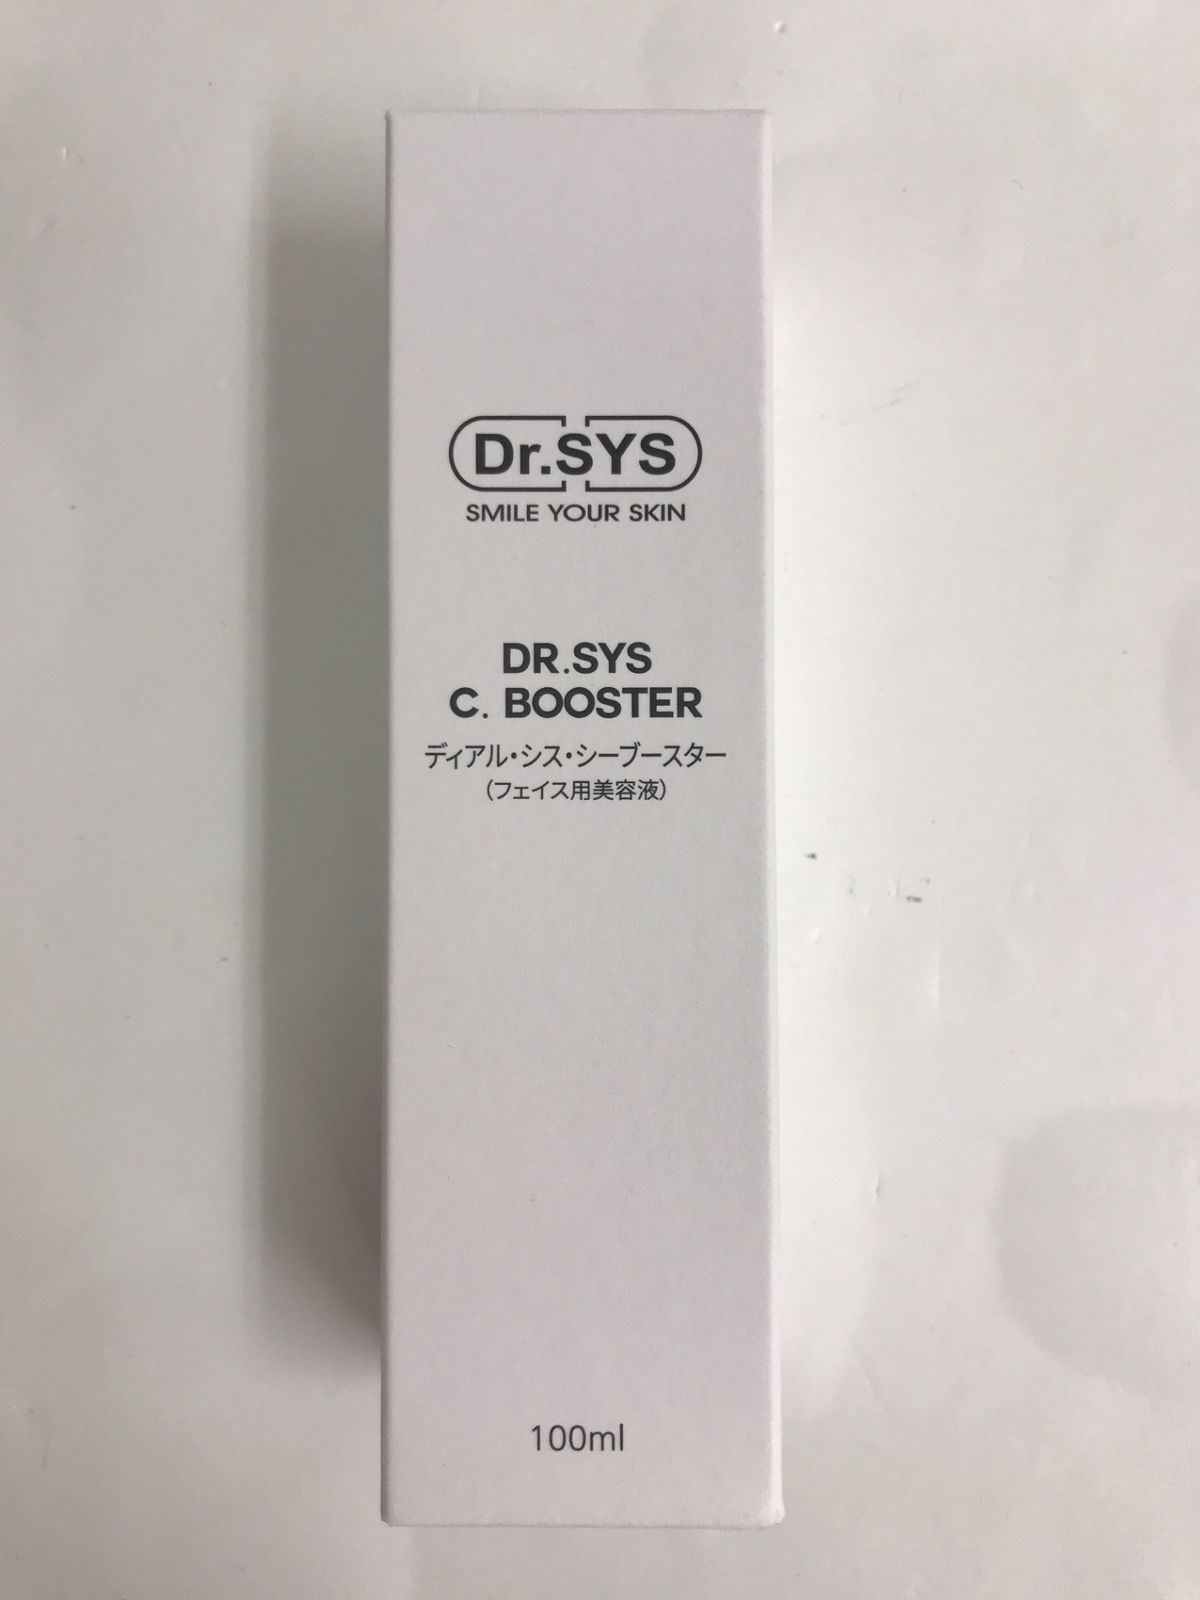 Dr.SYS
SMILE YOUR SKIN
DR.SYS
C. BOOSTER
ディアル・シス・シーブースター
（フェイス用美容液）
100ml